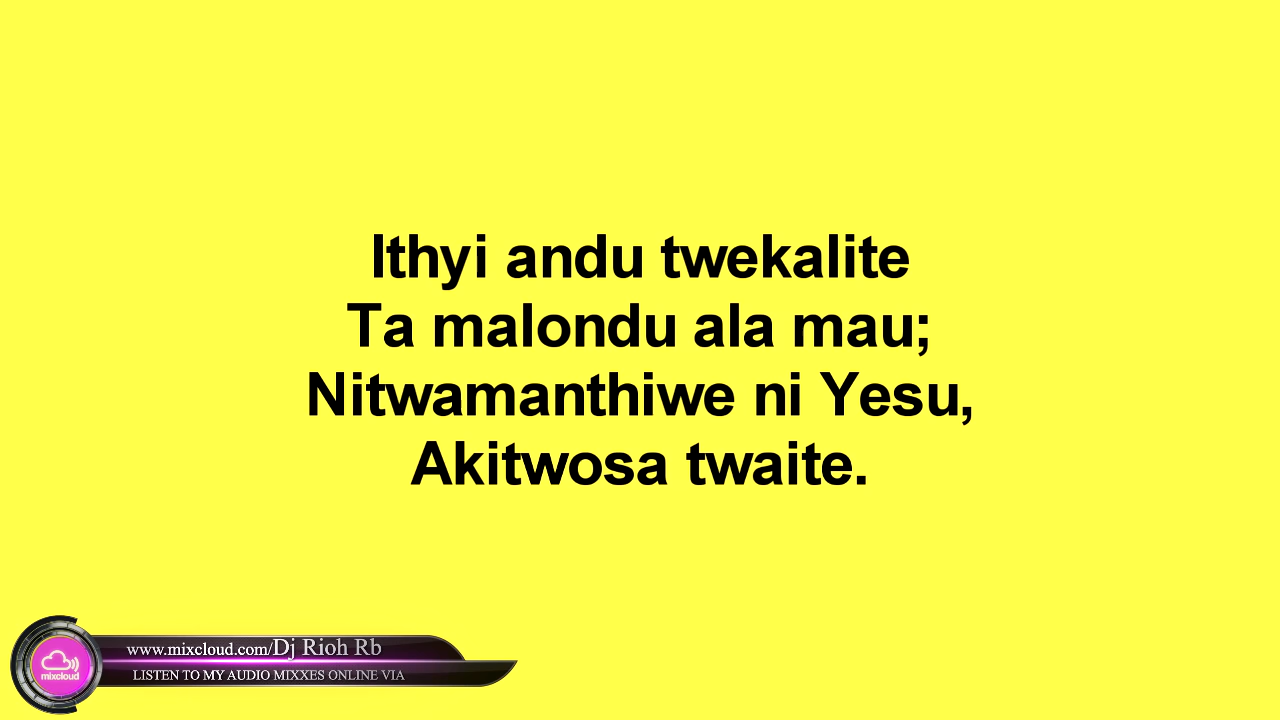 Ithyi andu twekalite
Ta malondu ala mau;
Nitwamanthiwe ni Yesu,
Akitwosa twaite.
www.mixcloud.com/Dj Rioh Rb
mixcloud
LISTEN TO MY AUDIO MIXXES ONLINE VIA